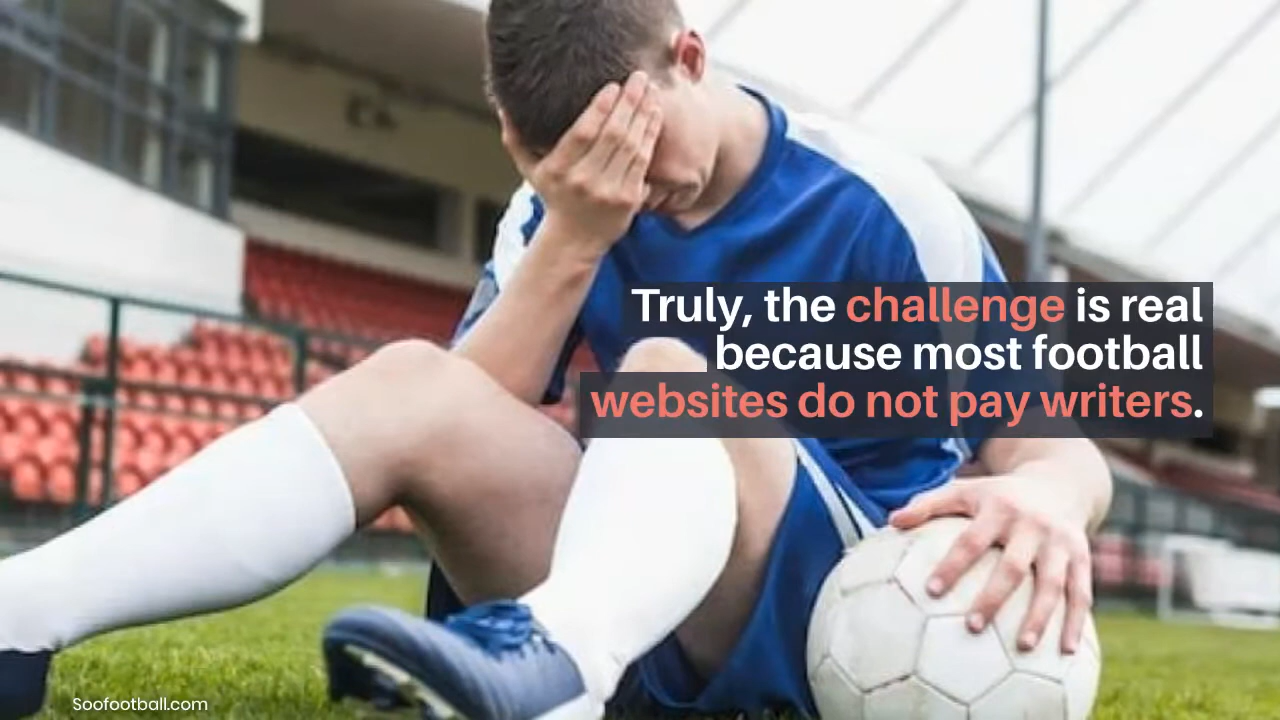 Truly, the challenge is real
because most football
websites do not pay writers.
Soofootball.com